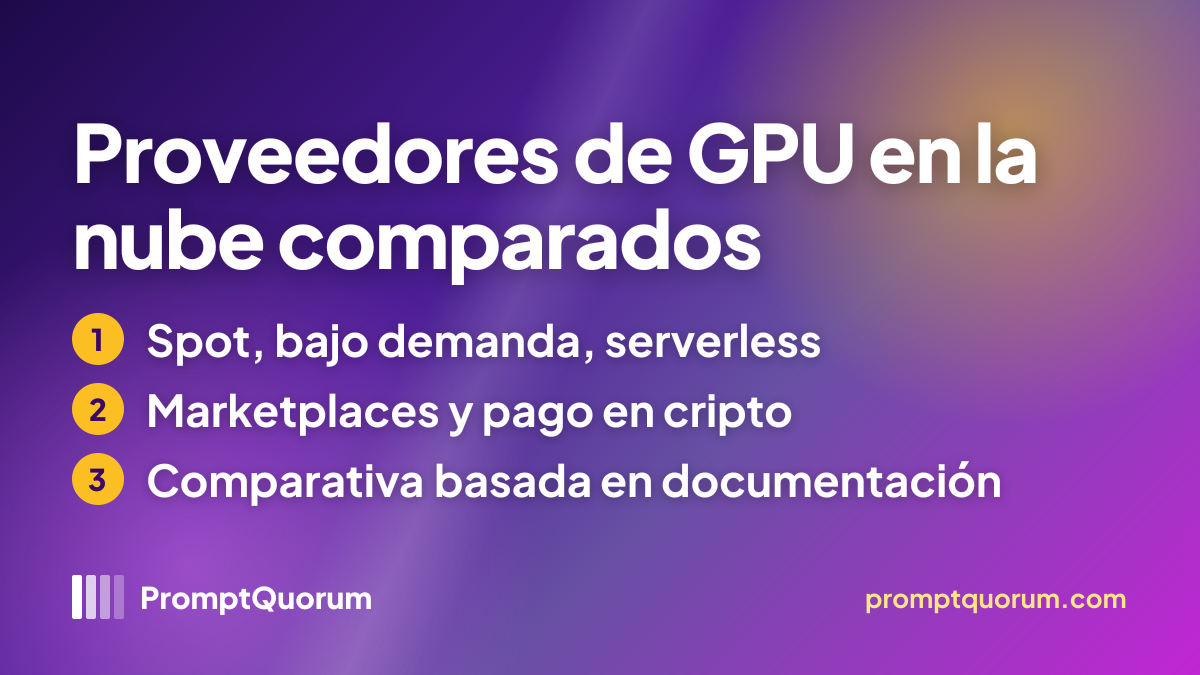 Proveedores de GPU en la
nube comparados
1 Spot, bajo demanda, serverless
2 Marketplaces y pago en cripto
3 Comparativa basada en documentación
PromptQuorum
promptquorum.com